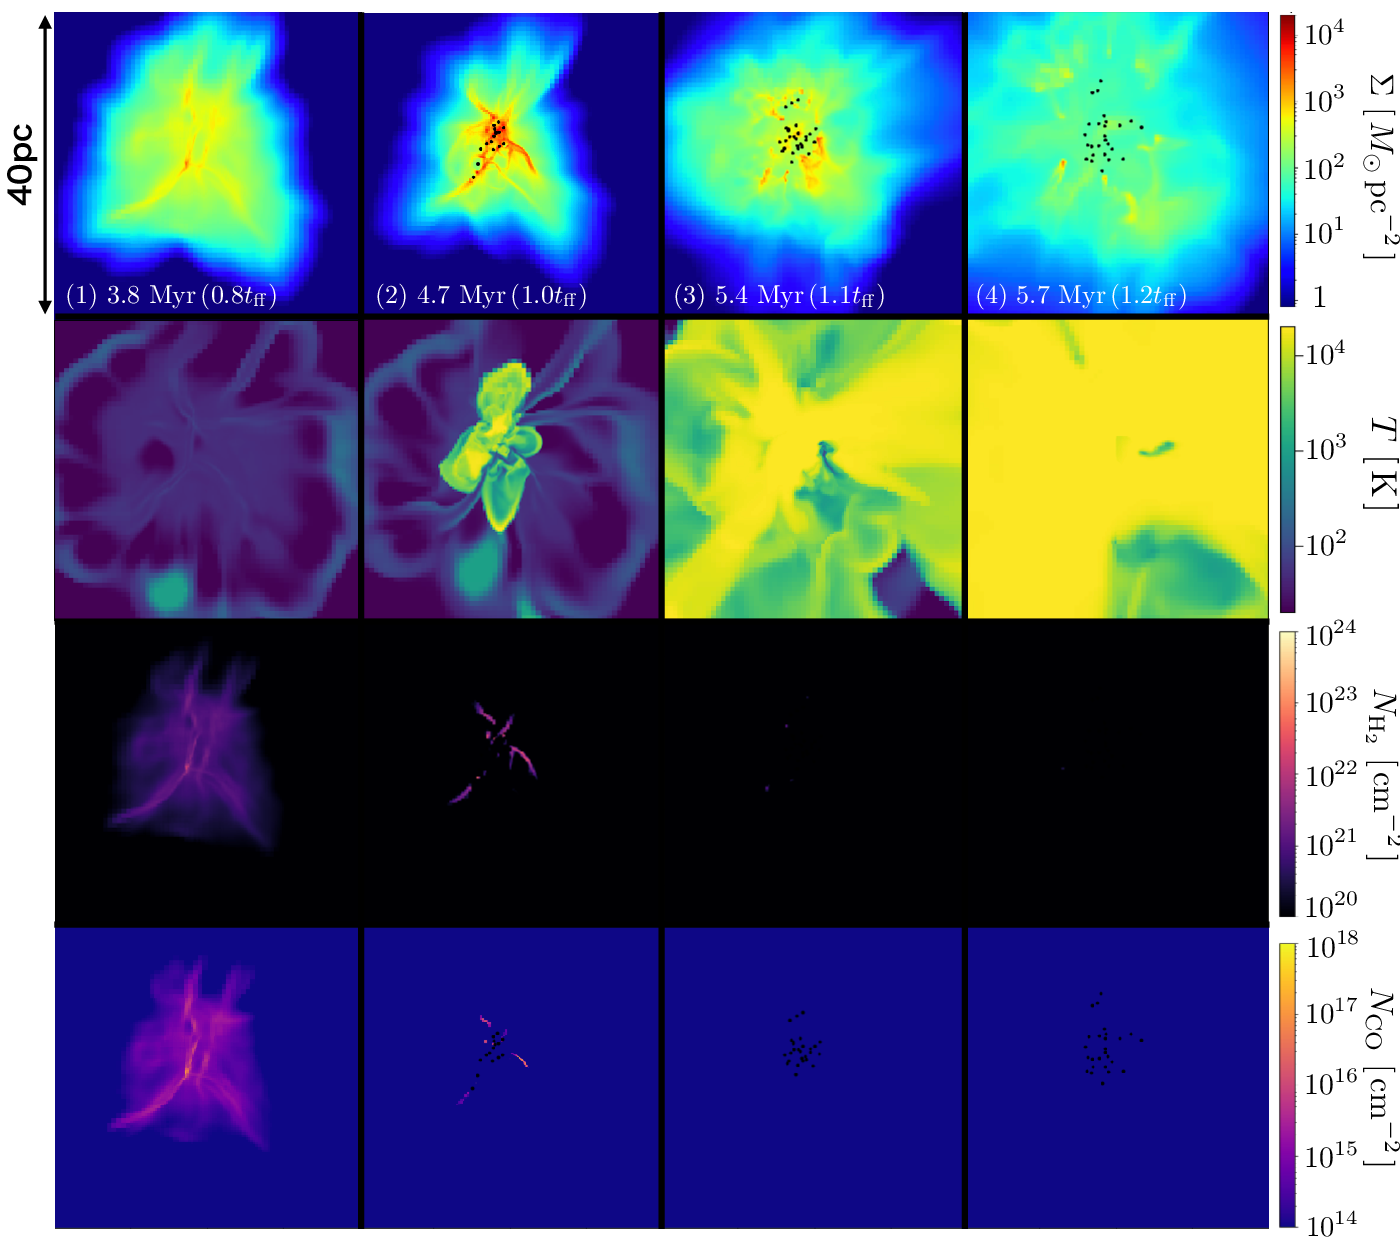 40pc
(1) 3.8 Myr (0.8t_ff)
(2) 4.7 Myr (1.0t_ff)
(3) 5.4 Myr (1.1t_ff)
(4) 5.7 Myr (1.2t_ff)
10^4
10^3
10^2
10^1
1
Σ [M_⊙ pc^−2]
10^4
10^3
10^2
T [K]
10^24
10^23
10^22
10^21
10^20
N_H_2 [cm^−2]
10^18
10^17
10^16
10^15
10^14
N_CO [cm^−2]